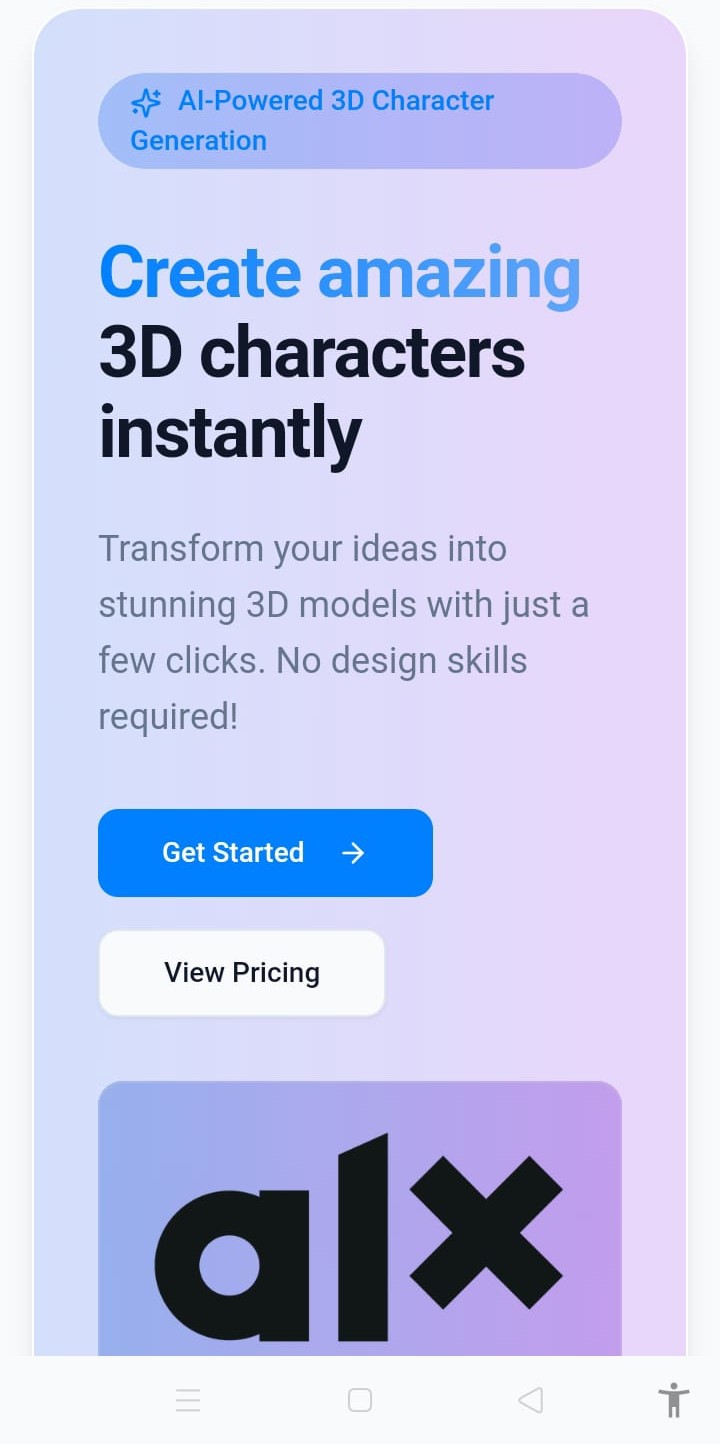 AI-Powered 3D Character
Generation
Create amazing
3D characters
instantly
Transform your ideas into
stunning 3D models with just a
few clicks. No design skills
required!
Get Started
View Pricing
alx